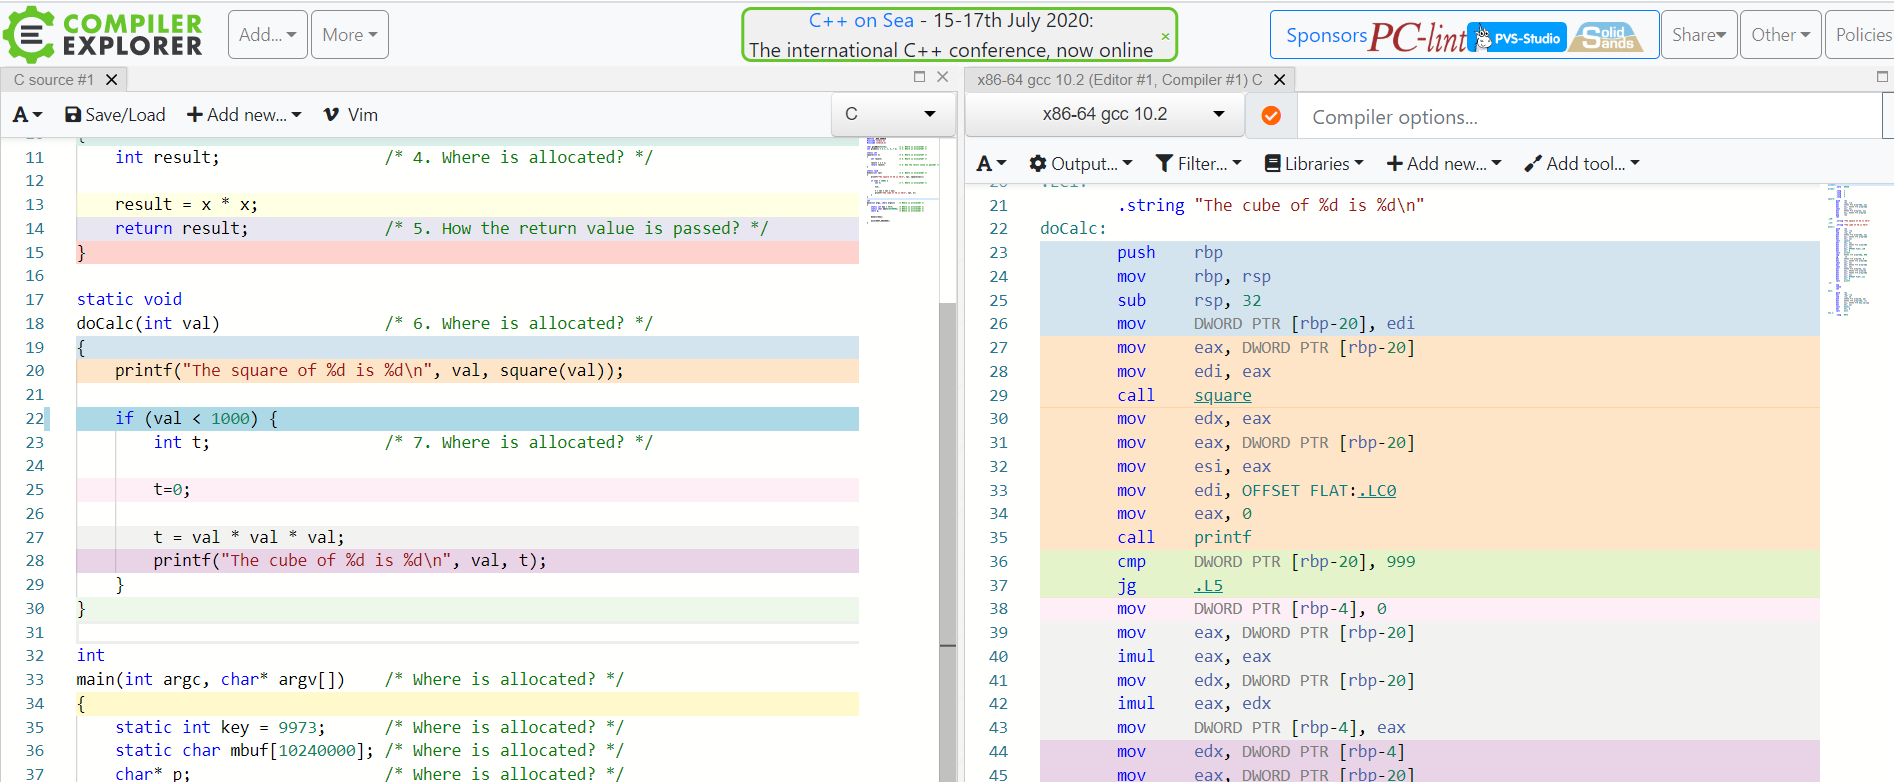 COMPILER EXPLORER
Add...
More
C++ on Sea - 15-17th July 2020:
The international C++ conference, now online
×
Sponsors PC-lint PVS-Studio Solid Sands
Share
Other
Policies
C source #1
A
Save/Load
Add new...
Vim
C
11 int result; /* 4. Where is allocated? */
12
13 result = x * x;
14 return result; /* 5. How the return value is passed? */
15 }
16
17 static void
18 doCalc(int val) /* 6. Where is allocated? */
19 {
20 printf("The square of %d is %d\n", val, square(val));
21
22 if (val < 1000) {
23 int t; /* 7. Where is allocated? */
24
25 t=0;
26
27 t = val * val * val;
28 printf("The cube of %d is %d\n", val, t);
29 }
30 }
31
32 int
33 main(int argc, char* argv[]) /* Where is allocated? */
34 {
35 static int key = 9973; /* Where is allocated? */
36 static char mbuf[10240000]; /* Where is allocated? */
37 char* p; /* Where is allocated? */
x86-64 gcc 10.2 (Editor #1, Compiler #1) C
x86-64 gcc 10.2
Compiler options...
A
Output...
Filter...
Libraries
Add new...
Add tool...
20 .LC1:
21 .string "The cube of %d is %d\n"
22 doCalc:
23 push rbp
24 mov rbp, rsp
25 sub rsp, 32
26 mov DWORD PTR [rbp-20], edi
27 mov eax, DWORD PTR [rbp-20]
28 mov edi, eax
29 call square
30 mov edx, eax
31 mov eax, DWORD PTR [rbp-20]
32 mov esi, eax
33 mov edi, OFFSET FLAT:.LC0
34 mov eax, 0
35 call printf
36 cmp DWORD PTR [rbp-20], 999
37 jg .L5
38 mov DWORD PTR [rbp-4], 0
39 mov eax, DWORD PTR [rbp-20]
40 imul eax, eax
41 mov edx, DWORD PTR [rbp-20]
42 imul eax, edx
43 mov DWORD PTR [rbp-4], eax
44 mov edx, DWORD PTR [rbp-4]
45 mov eax, DWORD PTR [rbp-20]